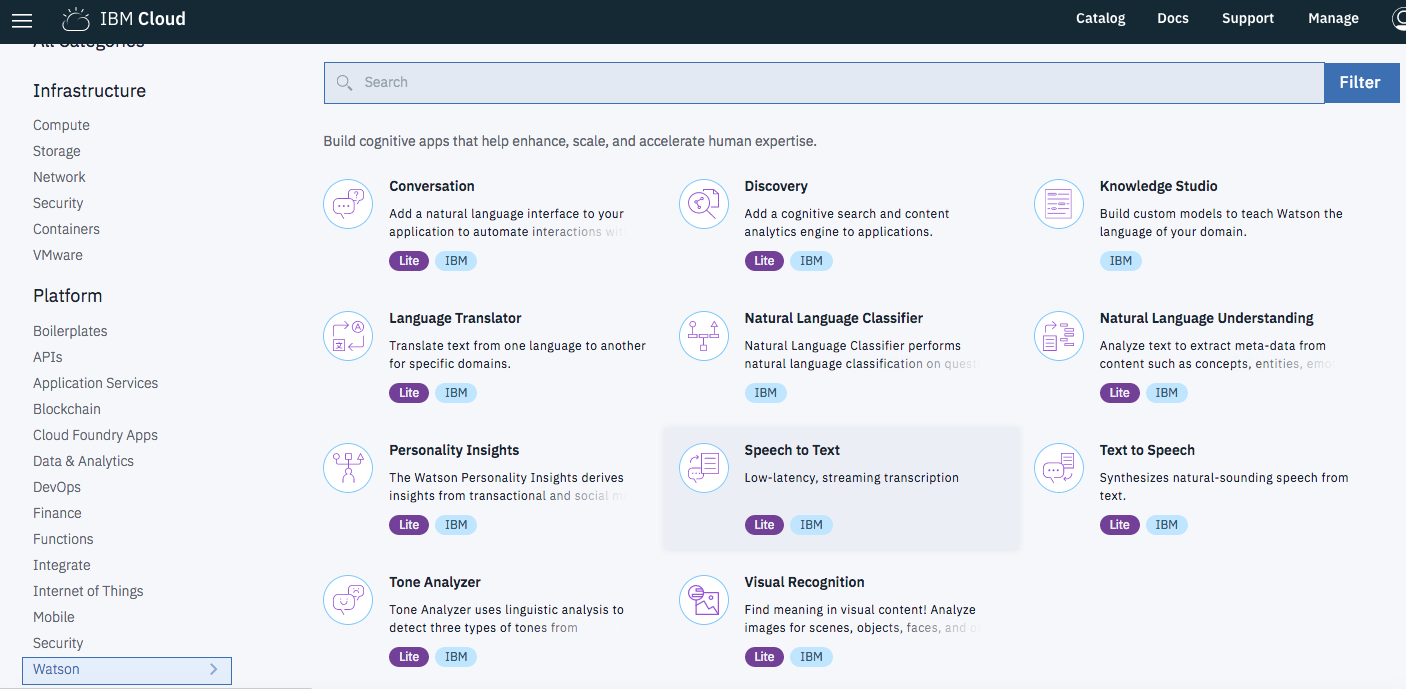 IBM Cloud
Catalog
Docs
Support
Manage
All Categories
Infrastructure
Compute
Storage
Network
Security
Containers
VMware
Platform
Boilerplates
APIs
Application Services
Blockchain
Cloud Foundry Apps
Data & Analytics
DevOps
Finance
Functions
Integrate
Internet of Things
Mobile
Security
Watson
Search
Filter
Build cognitive apps that help enhance, scale, and accelerate human expertise.
Conversation
Add a natural language interface to your
application to automate interactions
Lite IBM
Discovery
Add a cognitive search and content
analytics engine to applications.
Lite IBM
Knowledge Studio
Build custom models to teach Watson the
language of your domain.
IBM
Language Translator
Translate text from one language to another
for specific domains.
Lite IBM
Natural Language Classifier
Natural Language Classifier performs
natural language classification on
IBM
Natural Language Understanding
Analyze text to extract meta-data from
content such as concepts, entities,
Lite IBM
Personality Insights
The Watson Personality Insights derives
insights from transactional and social
Lite IBM
Speech to Text
Low-latency, streaming transcription
Lite IBM
Text to Speech
Synthesizes natural-sounding speech from
text.
Lite IBM
Tone Analyzer
Tone Analyzer uses linguistic analysis to
detect three types of tones from
Lite IBM
Visual Recognition
Find meaning in visual content! Analyze
images for scenes, objects, faces, and
Lite IBM